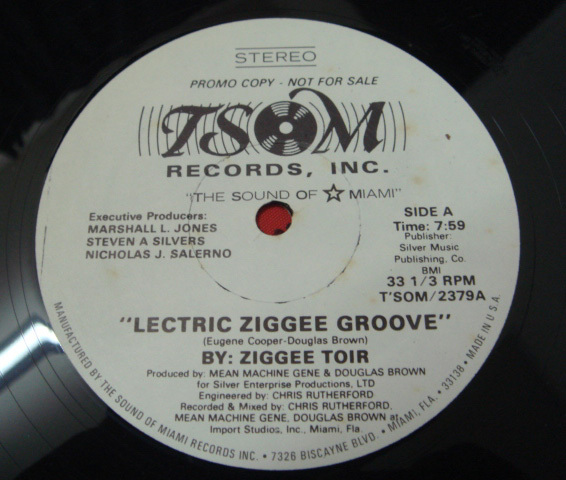 STEREO
PROMO COPY - NOT FOR SALE
TSOM
RECORDS, INC.
"THE SOUND OF ☆ MIAMI"
Executive Producers:
MARSHALL L. JONES
STEVEN A SILVERS
NICHOLAS J. SALERNO
SIDE A
Time: 7:59
Publisher:
Silver Music
Publishing, Co.
BMI
33 1/3 RPM
T'SOM/2379A
"LECTRIC ZIGGEE GROOVE"
(Eugene Cooper-Douglas Brown)
BY: ZIGGEE TOIR
Produced by: MEAN MACHINE GENE & DOUGLAS BROWN
for Silver Enterprise Productions, LTD
Engineered by: CHRIS RUTHERFORD
Recorded & Mixed by: CHRIS RUTHERFORD,
MEAN MACHINE GENE, DOUGLAS BROWN at
Import Studios, Inc., Miami, Fla.
MANUFACTURED BY THE SOUND OF MIAMI RECORDS INC. • 7326 BISCAYNE BLVD. • MIAMI, FLA. • 33138 • MADE IN U.S.A.